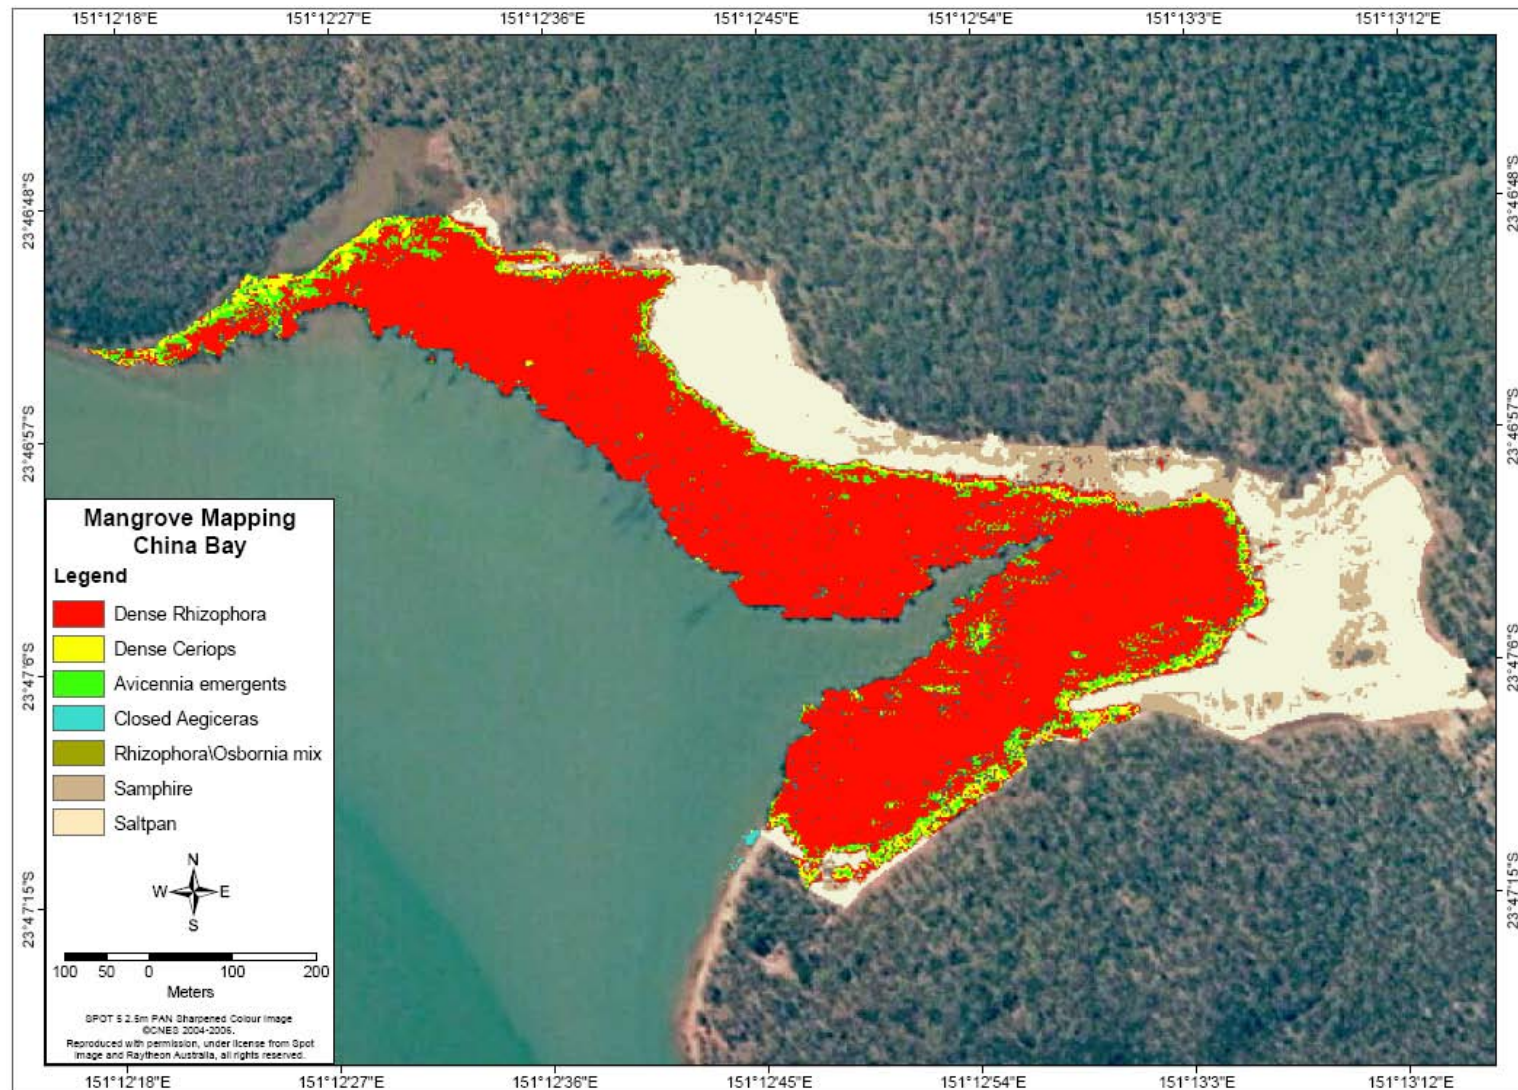 151°12'18"E 151°12'27"E 151°12'36"E 151°12'45"E 151°12'54"E 151°13'3"E 151°13'12"E
23°46'48"S
23°46'48"S
23°46'57"S
23°46'57"S
23°47'6"S
23°47'6"S
23°47'15"S
23°47'15"S
Mangrove Mapping
China Bay
Legend
Dense Rhizophora
Dense Ceriops
Avicennia emergents
Closed Aegiceras
Rhizophora\Osbornia mix
Samphire
Saltpan
N
W E
S
100 50 0 100 200
Meters
SPOT 5 2.5m PAN Sharpened Colour Image
©CNES 2004-2006.
Reproduced with permission, under license from Spot
Image and Raytheon Australia, all rights reserved.
151°12'18"E 151°12'27"E 151°12'36"E 151°12'45"E 151°12'54"E 151°13'3"E 151°13'12"E